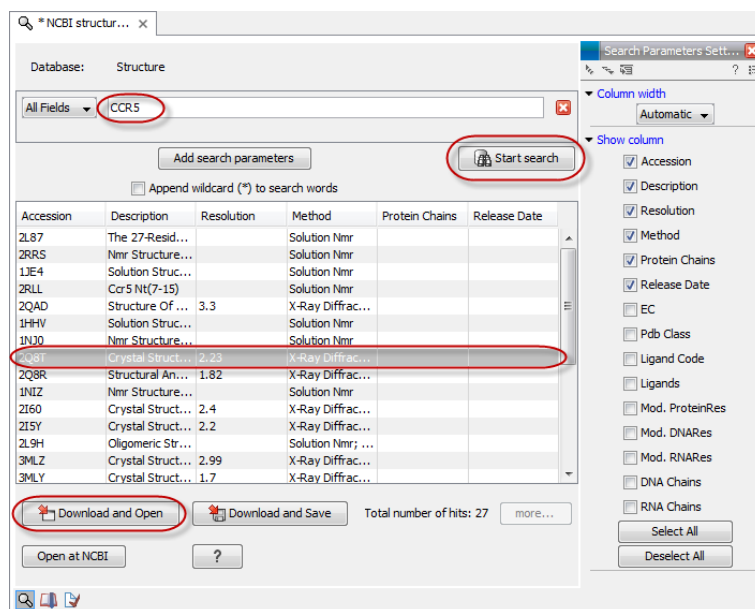 * NCBI structur...
Database: Structure
All Fields CCR5
Add search parameters Start search
Append wildcard (*) to search words
Accession Description Resolution Method Protein Chains Release Date
2L87 The 27-Resid... Solution Nmr
2RRS Nmr Structure... Solution Nmr
1JE4 Solution Struc... Solution Nmr
2RLL Ccr5 Nt(7-15) Solution Nmr
2QAD Structure Of ... 3.3 X-Ray Diffrac...
1HHV Solution Struc... Solution Nmr
1NJ0 Nmr Structure... Solution Nmr
2Q8T Crystal Struct... 2.23 X-Ray Diffrac...
2Q8R Structural An... 1.82 X-Ray Diffrac...
1NIZ Nmr Structure... Solution Nmr
2I60 Crystal Struct... 2.4 X-Ray Diffrac...
2I5Y Crystal Struct... 2.2 X-Ray Diffrac...
2L9H Oligomeric Str... Solution Nmr; ...
3MLZ Crystal Struct... 2.99 X-Ray Diffrac...
3MLY Crystal Struct... 1.7 X-Ray Diffrac...
Download and Open Download and Save Total number of hits: 27 more...
Open at NCBI ?
Search Parameters Sett...
?
Column width
Automatic
Show column
Accession
Description
Resolution
Method
Protein Chains
Release Date
EC
Pdb Class
Ligand Code
Ligands
Mod. ProteinRes
Mod. DNARes
Mod. RNARes
DNA Chains
RNA Chains
Select All
Deselect All